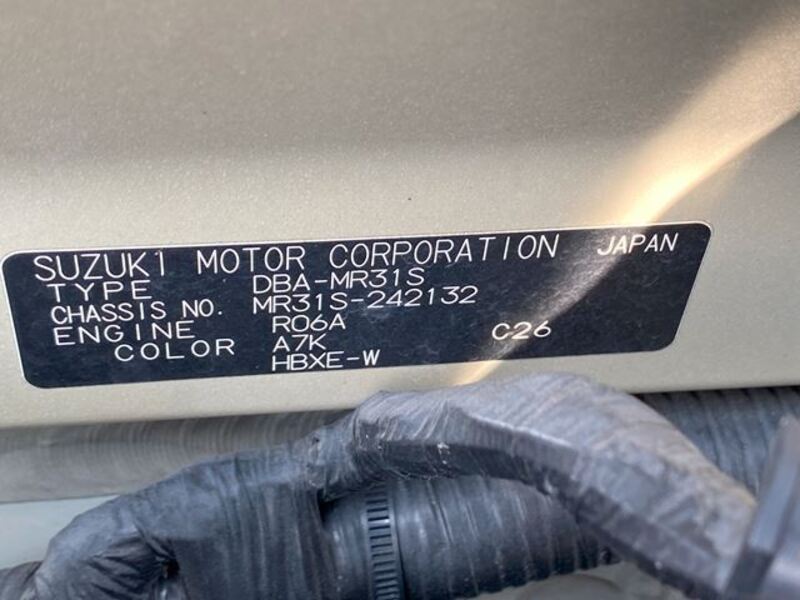 SUZUKI MOTOR CORPORATION JAPAN
TYPE DBA-MR31S
CHASSIS NO. MR31S-242132
ENGINE R06A C26
COLOR A7K
HBXE-W